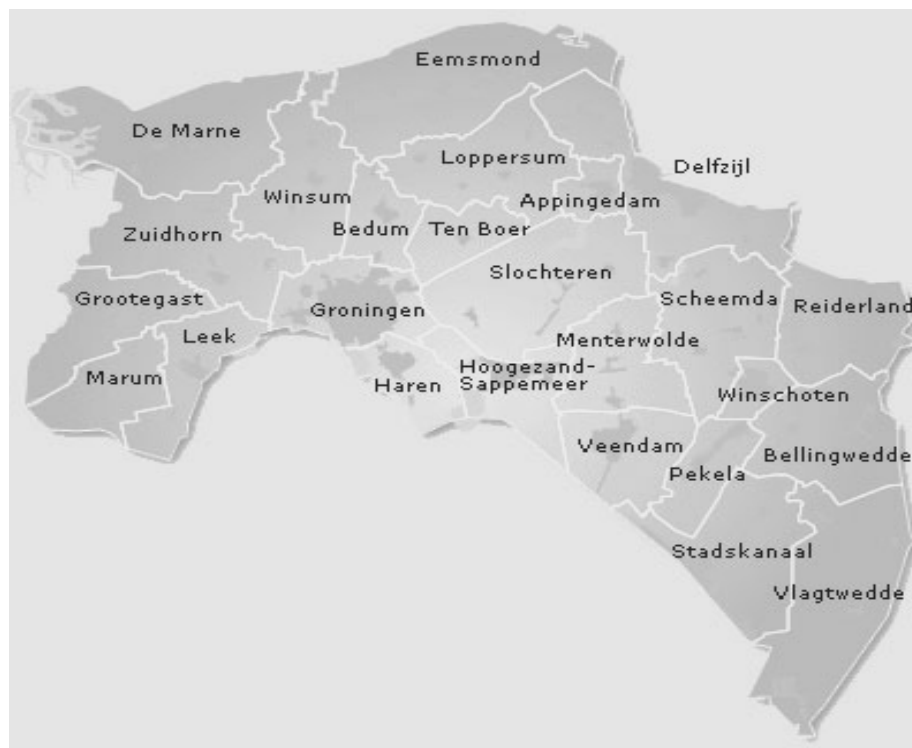 Eemsmond
De Marne
Loppersum
Delfzijl
Winsum
Appingedam
Zuidhorn
Bedum
Ten Boer
Slochteren
Grootegast
Groningen
Scheemda
Reiderland
Leek
Menterwolde
Marum
Haren
Hoogezand-
Sappemeer
Winschoten
Veendam
Bellingwedde
Pekela
Stadskanaal
Vlagtwedde